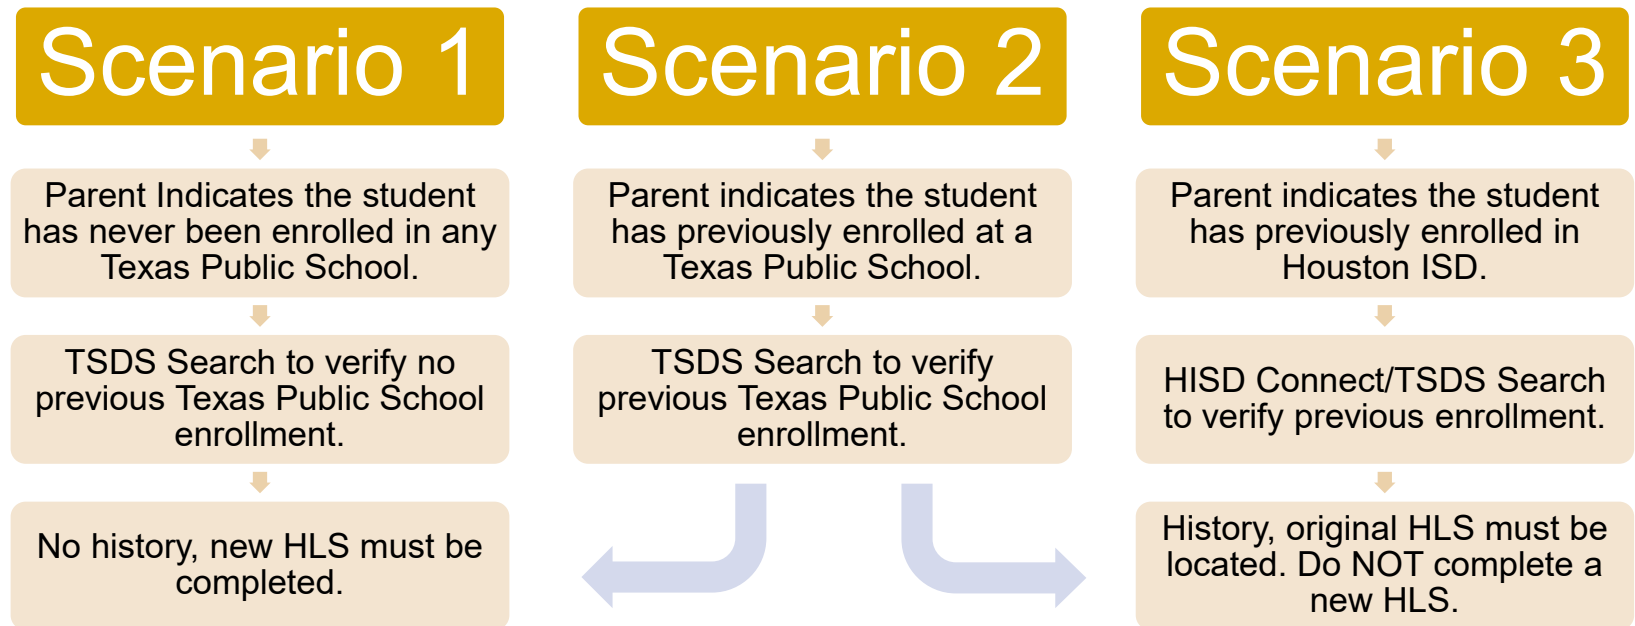 Scenario 1
Parent Indicates the student
has never been enrolled in any
Texas Public School.
TSDS Search to verify no
previous Texas Public School
enrollment.
No history, new HLS must be
completed.
Scenario 2
Parent indicates the student
has previously enrolled at a
Texas Public School.
TSDS Search to verify
previous Texas Public School
enrollment.
Scenario 3
Parent indicates the student
has previously enrolled in
Houston ISD.
HISD Connect/TSDS Search
to verify previous enrollment.
History, original HLS must be
located. Do NOT complete a
new HLS.